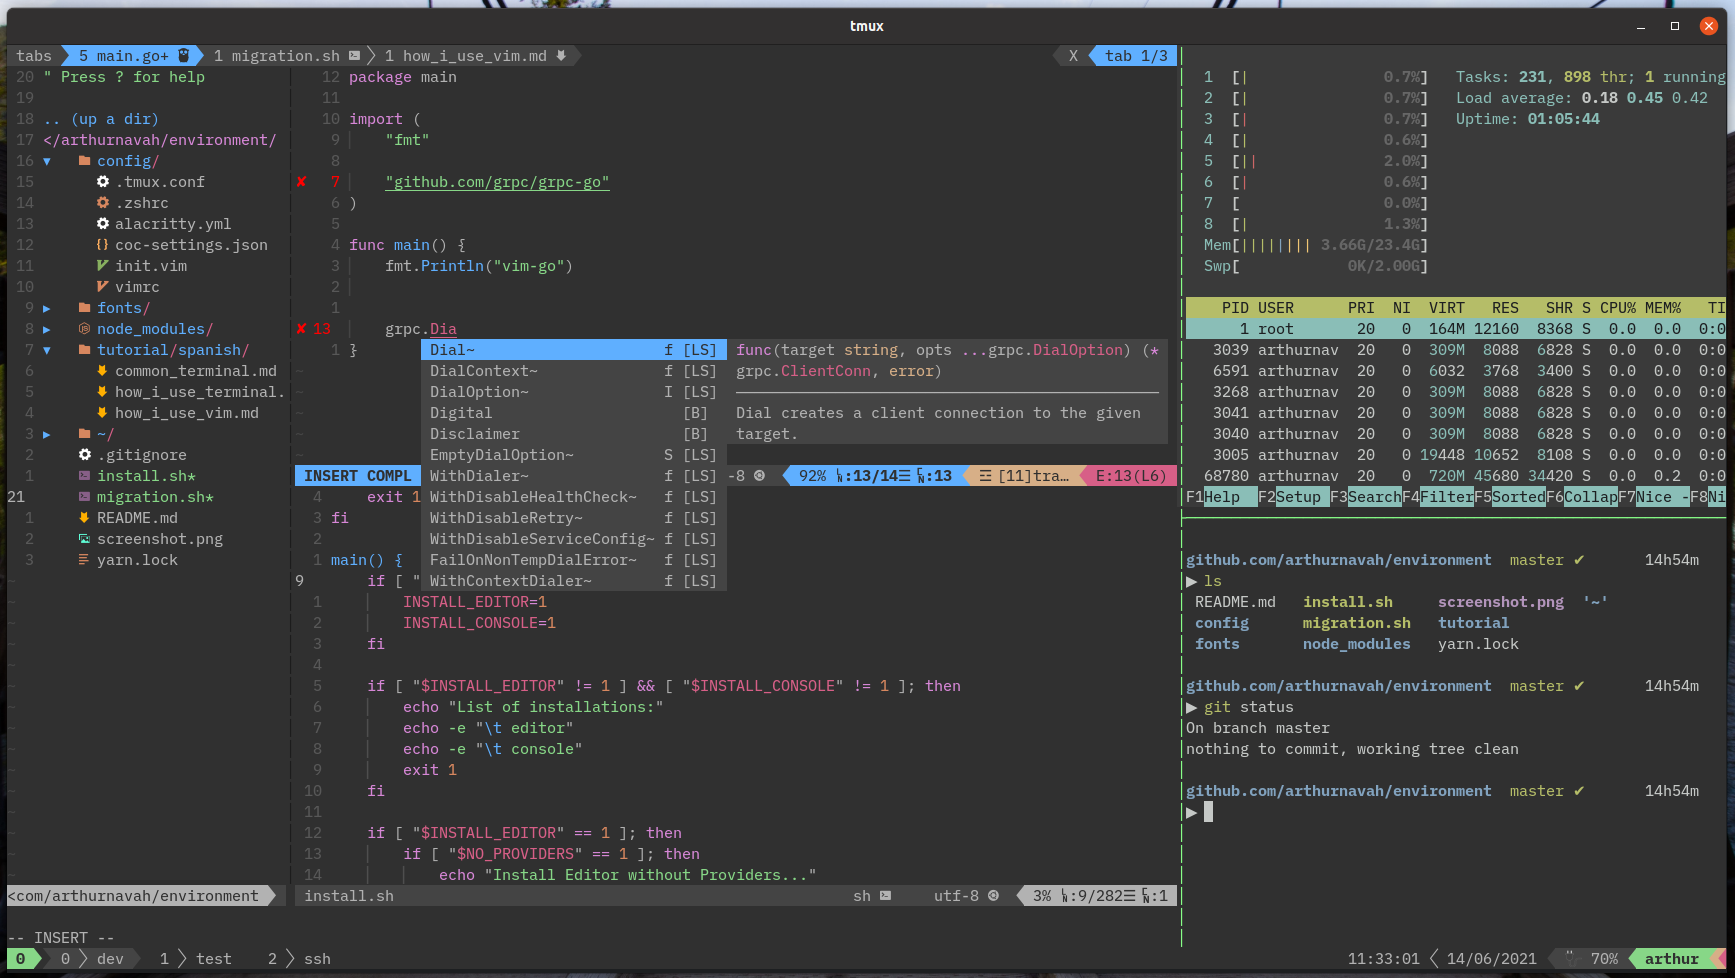 tmux
tabs 5 main.go+ 1 migration.sh 1 how_i_use_vim.md X tab 1/3
20 " Press ? for help
19
18 .. (up a dir)
17 </arthurnavah/environment/
16 ▼ config/
15 .tmux.conf
14 .zshrc
13 alacritty.yml
12 {} coc-settings.json
11 init.vim
10 vimrc
9 ▶ fonts/
8 ▶ node_modules/
7 ▼ tutorial/spanish/
6 common_terminal.md
5 how_i_use_terminal.
4 how_i_use_vim.md
3 ▶ ~/
2 .gitignore
1 install.sh*
21 migration.sh*
1 README.md
2 screenshot.png
3 yarn.lock
<com/arthurnavah/environment
12 package main
11
10 import (
9 "fmt"
8
✘ 7 "github.com/grpc/grpc-go"
6 )
5
4 func main() {
3 fmt.Println("vim-go")
2
1
✘ 13 grpc.Dia
1 }
Dial~ f [LS]
DialContext~ f [LS]
DialOption~ I [LS]
Digital [B]
Disclaimer [B]
EmptyDialOption~ S [LS]
WithDialer~ f [LS]
WithDisableHealthCheck~ f [LS]
WithDisableRetry~ f [LS]
WithDisableServiceConfig~ f [LS]
FailOnNonTempDialError~ f [LS]
WithContextDialer~ f [LS]
func(target string, opts ...grpc.DialOption) (*
grpc.ClientConn, error)
Dial creates a client connection to the given
target.
INSERT COMPL -8 92% :13/14☰ :13 ☲ [11]tra… E:13(L6)
4 exit 1
3 fi
2
1 main() {
9 if [ "
1 INSTALL_EDITOR=1
2 INSTALL_CONSOLE=1
3 fi
4
5 if [ "$INSTALL_EDITOR" != 1 ] && [ "$INSTALL_CONSOLE" != 1 ]; then
6 echo "List of installations:"
7 echo -e "\t editor"
8 echo -e "\t console"
9 exit 1
10 fi
11
12 if [ "$INSTALL_EDITOR" == 1 ]; then
13 if [ "$NO_PROVIDERS" == 1 ]; then
14 echo "Install Editor without Providers..."
install.sh sh utf-8 3% :9/282☰ :1
-- INSERT --
1 [| 0.7%]
2 [| 0.7%]
3 [| 0.7%]
4 [| 0.6%]
5 [|| 2.0%]
6 [| 0.6%]
7 [ 0.0%]
8 [| 1.3%]
Mem[|||||||| 3.66G/23.4G]
Swp[ 0K/2.00G]
Tasks: 231, 898 thr; 1 running
Load average: 0.18 0.45 0.42
Uptime: 01:05:44
PID USER PRI NI VIRT RES SHR S CPU% MEM% TI
1 root 20 0 164M 12160 8368 S 0.0 0.0 0:0
3039 arthurnav 20 0 309M 8088 6828 S 0.0 0.0 0:0
6591 arthurnav 20 0 6032 3768 3400 S 0.0 0.0 0:0
3268 arthurnav 20 0 309M 8088 6828 S 0.0 0.0 0:0
3041 arthurnav 20 0 309M 8088 6828 S 0.0 0.0 0:0
3040 arthurnav 20 0 309M 8088 6828 S 0.0 0.0 0:0
3005 arthurnav 20 0 19448 10652 8108 S 0.0 0.0 0:0
68780 arthurnav 20 0 720M 45680 34420 S 0.0 0.2 0:0
F1Help F2Setup F3SearchF4FilterF5SortedF6CollapF7Nice -F8Ni
github.com/arthurnavah/environment master ✔ 14h54m
▶ ls
README.md install.sh screenshot.png '~'
config migration.sh tutorial
fonts node_modules yarn.lock
github.com/arthurnavah/environment master ✔ 14h54m
▶ git status
On branch master
nothing to commit, working tree clean
github.com/arthurnavah/environment master ✔ 14h54m
▶
0 0 dev 1 test 2 ssh 11:33:01 14/06/2021 70% arthur